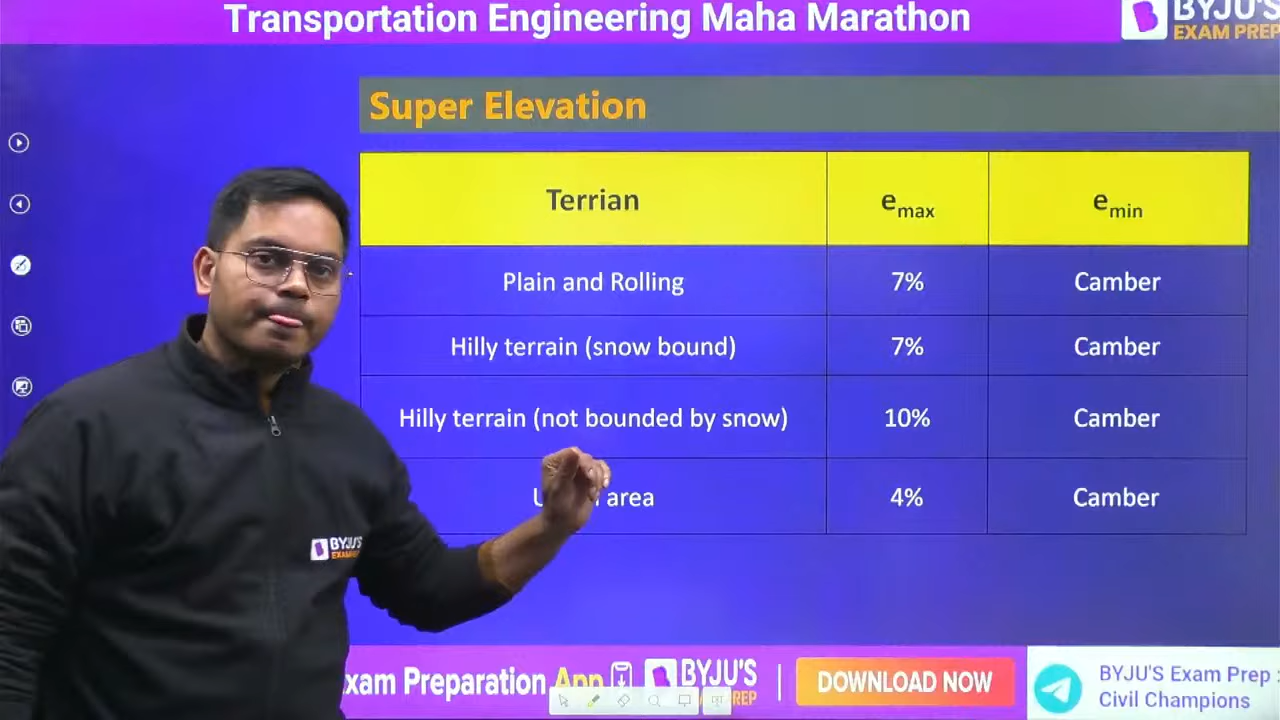 Transportation Engineering Maha Marathon
BYJU'S
EXAM PREP
Super Elevation
Terrian emax emin
Plain and Rolling 7% Camber
Hilly terrain (snow bound) 7% Camber
Hilly terrain (not bounded by snow) 10% Camber
area 4% Camber
BYJU'S
Exam Preparation App
BYJU'S
PREP
DOWNLOAD NOW
BYJU'S Exam Prep :
Civil Champions